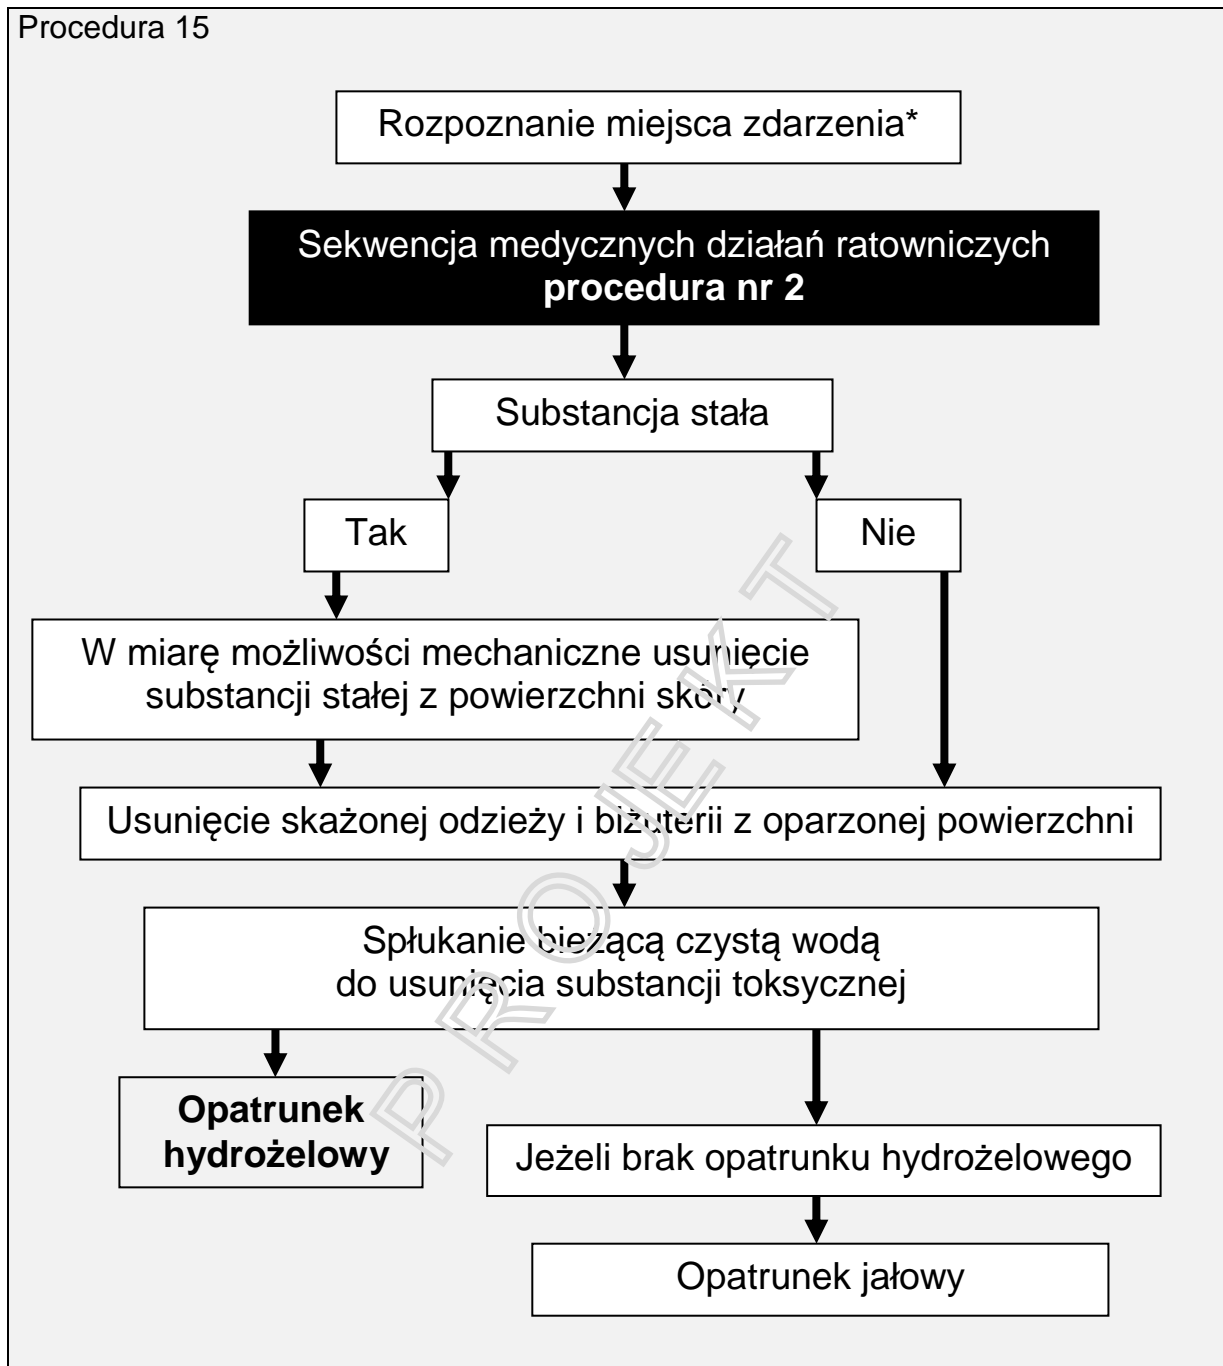 Procedura 15
Rozpoznanie miejsca zdarzenia*
Sekwencja medycznych działań ratowniczych
procedura nr 2
Substancja stała
Tak
Nie
W miarę możliwości mechaniczne usunięcie
substancji stałej z powierzchni skóry
Usunięcie skażonej odzieży i biżuterii z oparzonej powierzchni
Spłukanie bieżącą czystą wodą
do usunięcia substancji toksycznej
Opatrunek
hydrożelowy
Jeżeli brak opatrunku hydrożelowego
Opatrunek jałowy
PROJEKT